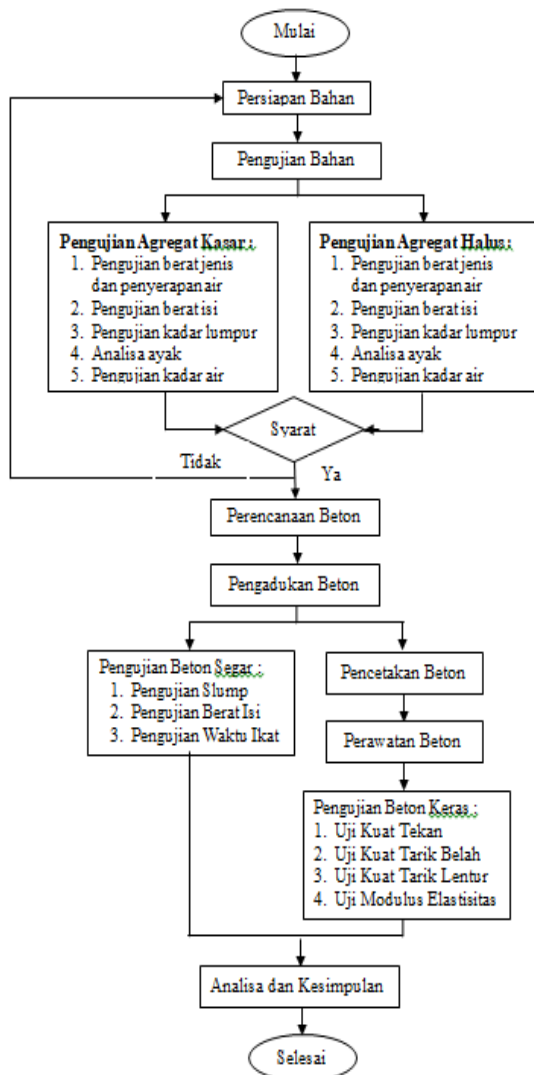 Mulai
Persiapan Bahan
Pengujian Bahan
Pengujian Agregat Kasar :
1. Pengujian berat jenis
dan penyerapan air
2. Pengujian berat isi
3. Pengujian kadar lumpur
4. Analisa ayak
5. Pengujian kadar air
Pengujian Agregat Halus:
1. Pengujian berat jenis
dan penyerapan air
2. Pengujian berat isi
3. Pengujian kadar lumpur
4. Analisa ayak
5. Pengujian kadar air
Syarat
Tidak
Ya
Perencanaan Beton
Pengadukan Beton
Pengujian Beton Segar :
1. Pengujian Slump
2. Pengujian Berat Isi
3. Pengujian Waktu Ikat
Pencetakan Beton
Perawatan Beton
Pengujian Beton Keras :
1. Uji Kuat Tekan
2. Uji Kuat Tarik Belah
3. Uji Kuat Tarik Lentur
4. Uji Modulus Elastisitas
Analisa dan Kesimpulan
Selesai